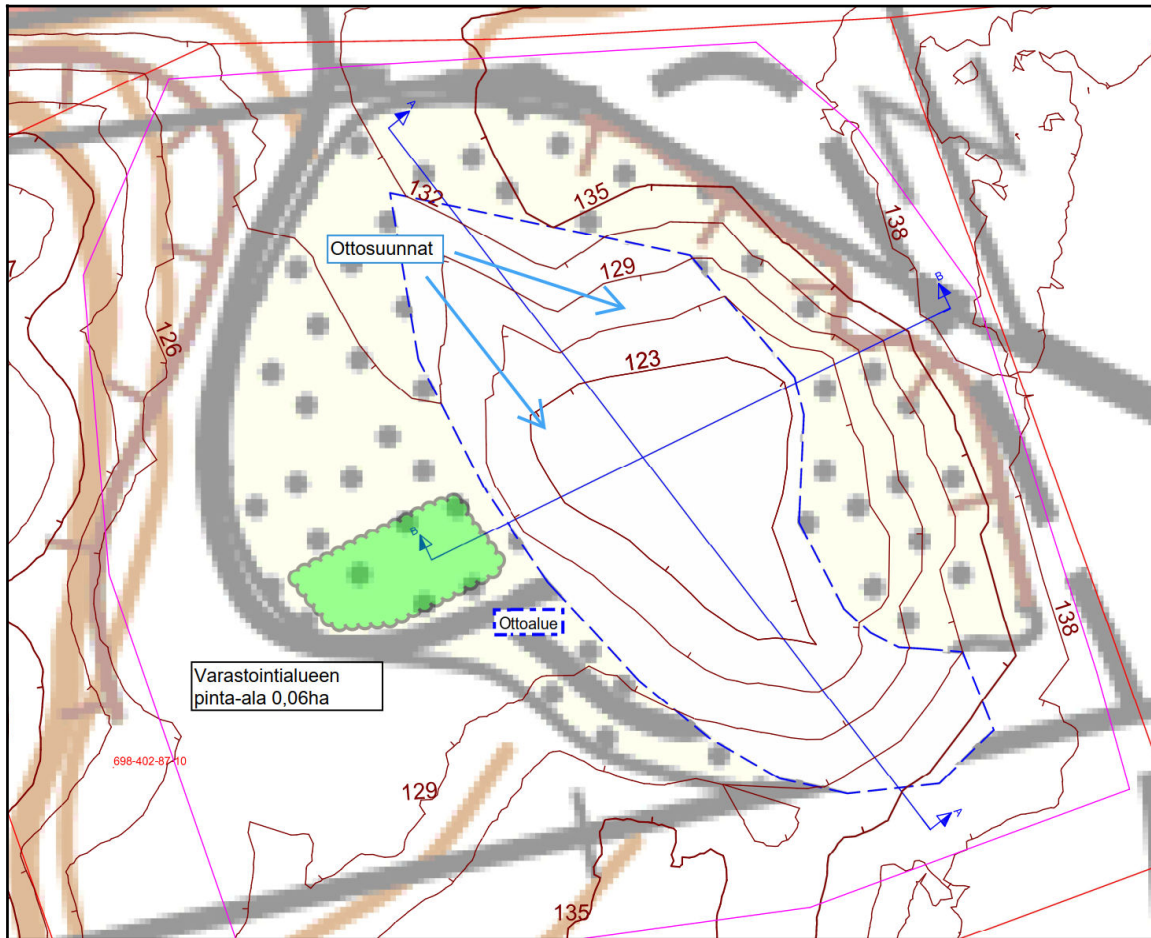 A
132
135
138
Ottosuunnat
B
129
126
123
B
Ottoalue
138
Varastointialueen
pinta-ala 0,06ha
698-402-87-10
129
A
135